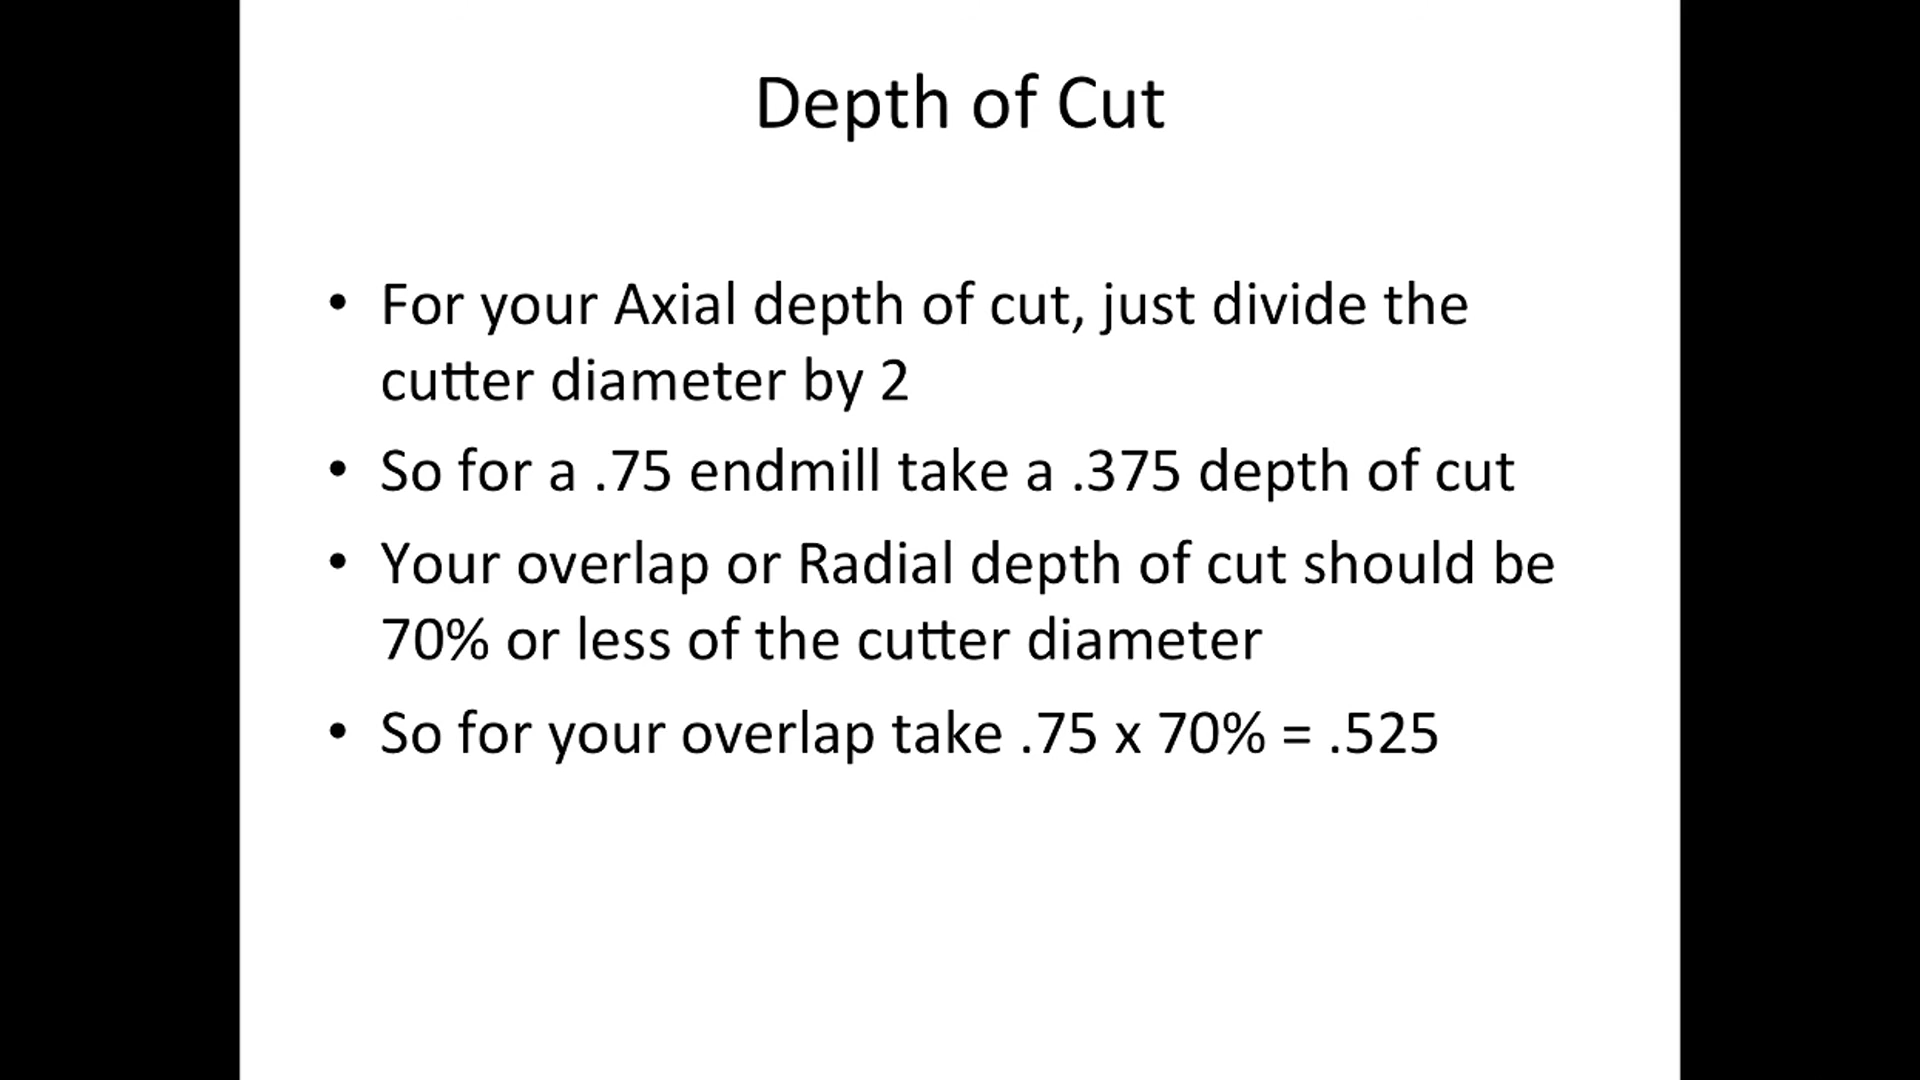 Depth of Cut
• For your Axial depth of cut, just divide the
cutter diameter by 2
• So for a .75 endmill take a .375 depth of cut
• Your overlap or Radial depth of cut should be
70% or less of the cutter diameter
• So for your overlap take .75 x 70% = .525